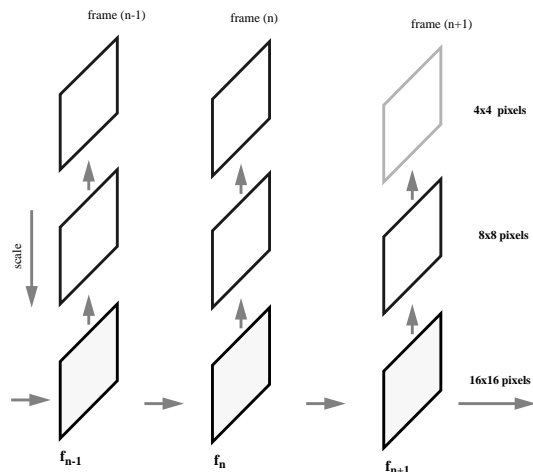 frame (n-1)
frame (n)
frame (n+1)
4x4 pixels
8x8 pixels
scale
16x16 pixels
fn-1
fn
fn+1